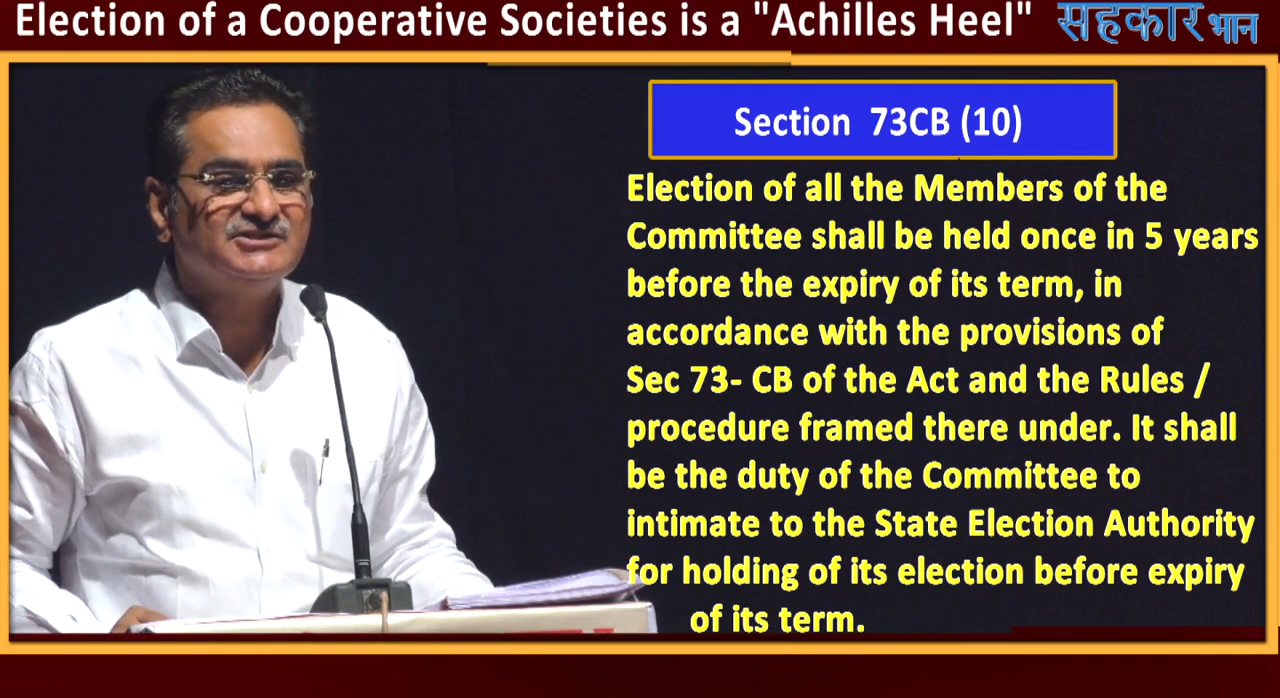 Election of a Cooperative Societies is a "Achilles Heel" सहकार भान
Section 73CB (10)
Election of all the Members of the
Committee shall be held once in 5 years
before the expiry of its term, in
accordance with the provisions of
Sec 73- CB of the Act and the Rules /
procedure framed there under. It shall
be the duty of the Committee to
intimate to the State Election Authority
for holding of its election before expiry
of its term.